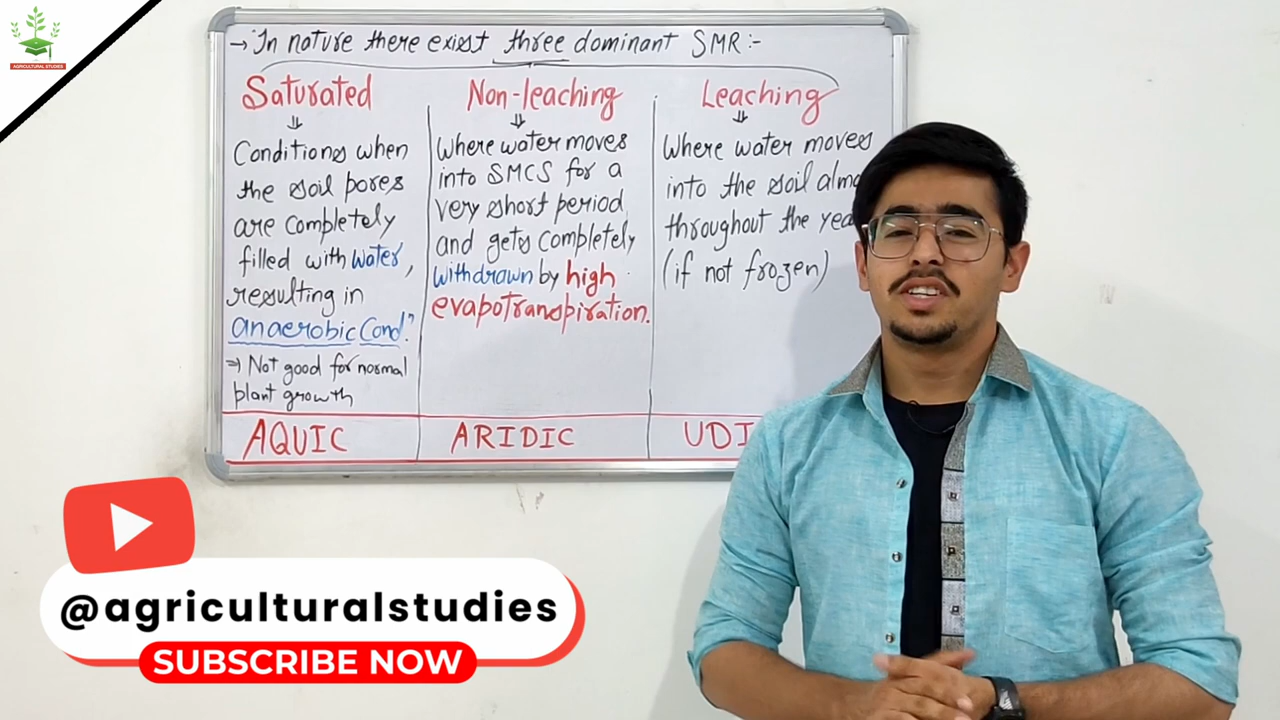 AGRICULTURAL STUDIES
→ In nature there exist three dominant SMR :-
Saturated
⇓
Conditions when
the soil pores
are completely
filled with water,
resulting in
anaerobic Condⁿ.
⇒ Not good for normal
plant growth
AQUIC
Non-leaching
⇓
Where water moves
into SMCS for a
very short period
and gets completely
withdrawn by high
evapotranspiration.
ARIDIC
Leaching
⇓
Where water moves
into the soil
throughout the
(if not frozen)
@agriculturalstudies
SUBSCRIBE NOW